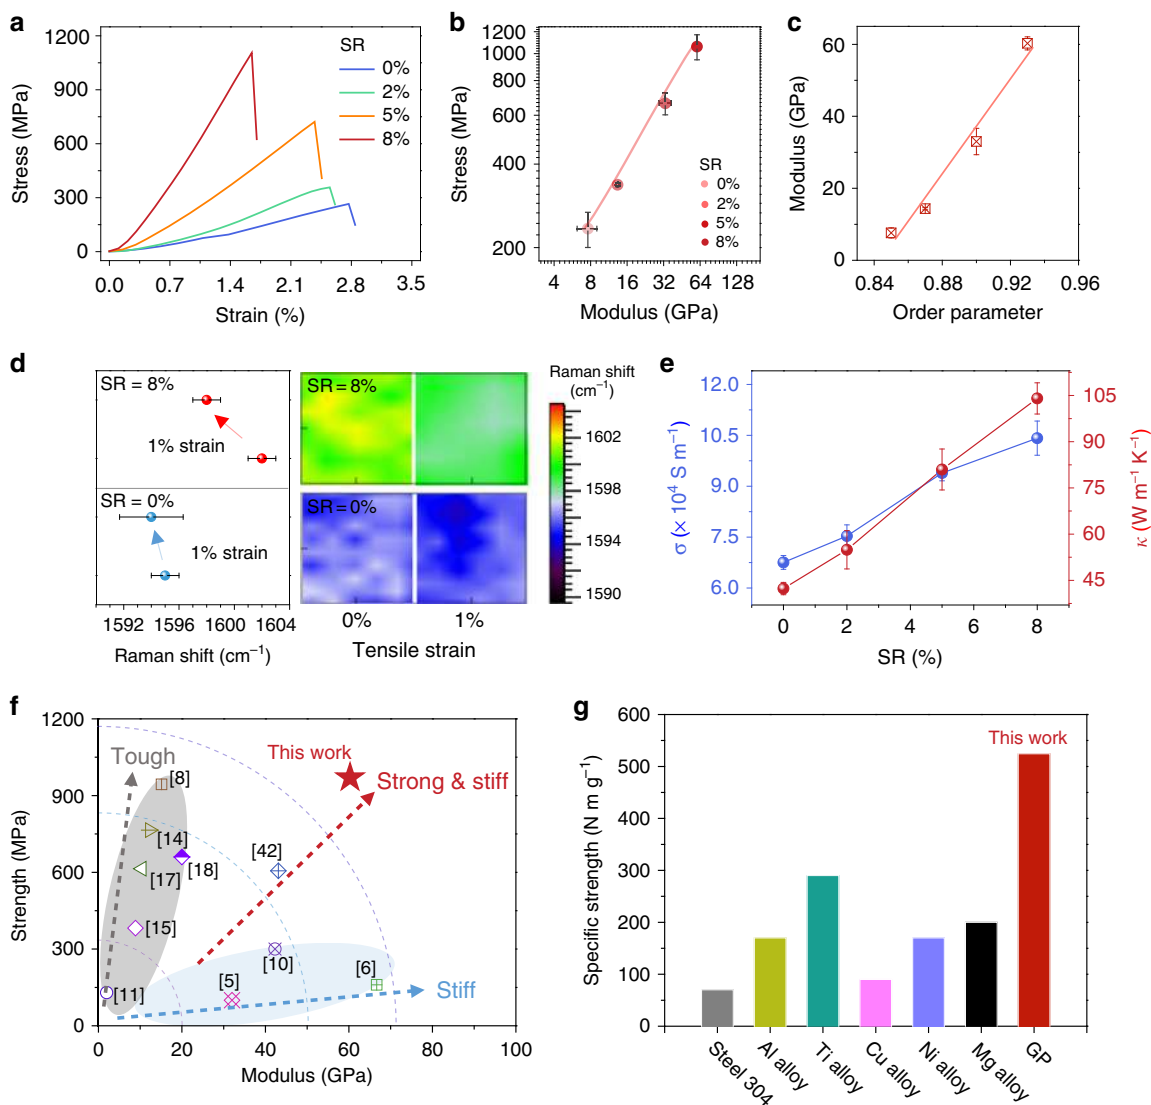 a
1200
900
600
300
0
Stress (MPa)
0.0 0.7 1.4 2.1 2.8 3.5
Strain (%)
SR
0%
2%
5%
8%
b
1200
1000
800
600
400
200
Stress (MPa)
4 8 16 32 64 128
Modulus (GPa)
SR
0%
2%
5%
8%
c
60
40
20
0
Modulus (GPa)
0.84 0.88 0.92 0.96
Order parameter
d
SR = 8%
1% strain
SR = 0%
1% strain
1592 1596 1600 1604
Raman shift (cm⁻¹)
SR = 8%
SR = 0%
0% 1%
Tensile strain
Raman shift
(cm⁻¹)
1602
1598
1594
1590
e
12.0
10.5
9.0
7.5
6.0
σ (× 10⁴ S m⁻¹)
105
90
75
60
45
κ (W m⁻¹ K⁻¹)
0 2 4 6 8
SR (%)
f
1200
900
600
300
0
Strength (MPa)
Tough
This work
Strong & stiff
Stiff
[8]
[14]
[17]
[18]
[15]
[11]
[42]
[10]
[5]
[6]
0 20 40 60 80 100
Modulus (GPa)
g
600
500
400
300
200
100
0
Specific strength (N m g⁻¹)
This work
Steel 304
Al alloy
Ti alloy
Cu alloy
Ni alloy
Mg alloy
GP